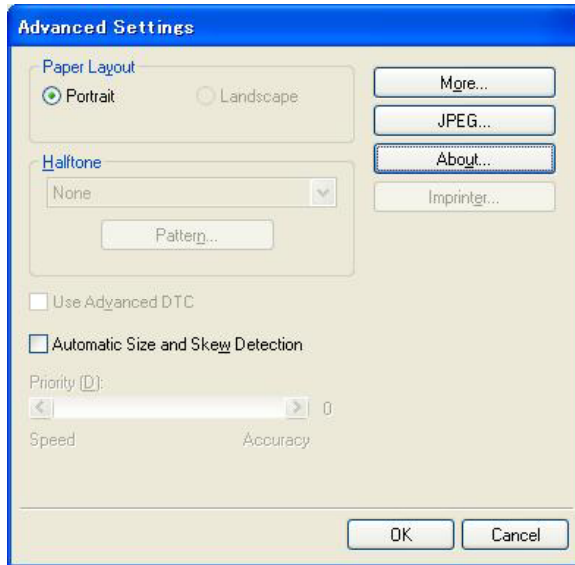 Advanced Settings
Paper Layout
Portrait
Landscape
More...
JPEG...
About...
Imprinter...
Halftone
None
Pattern...
Use Advanced DTC
Automatic Size and Skew Detection
Priority (D):
0
Speed
Accuracy
OK
Cancel